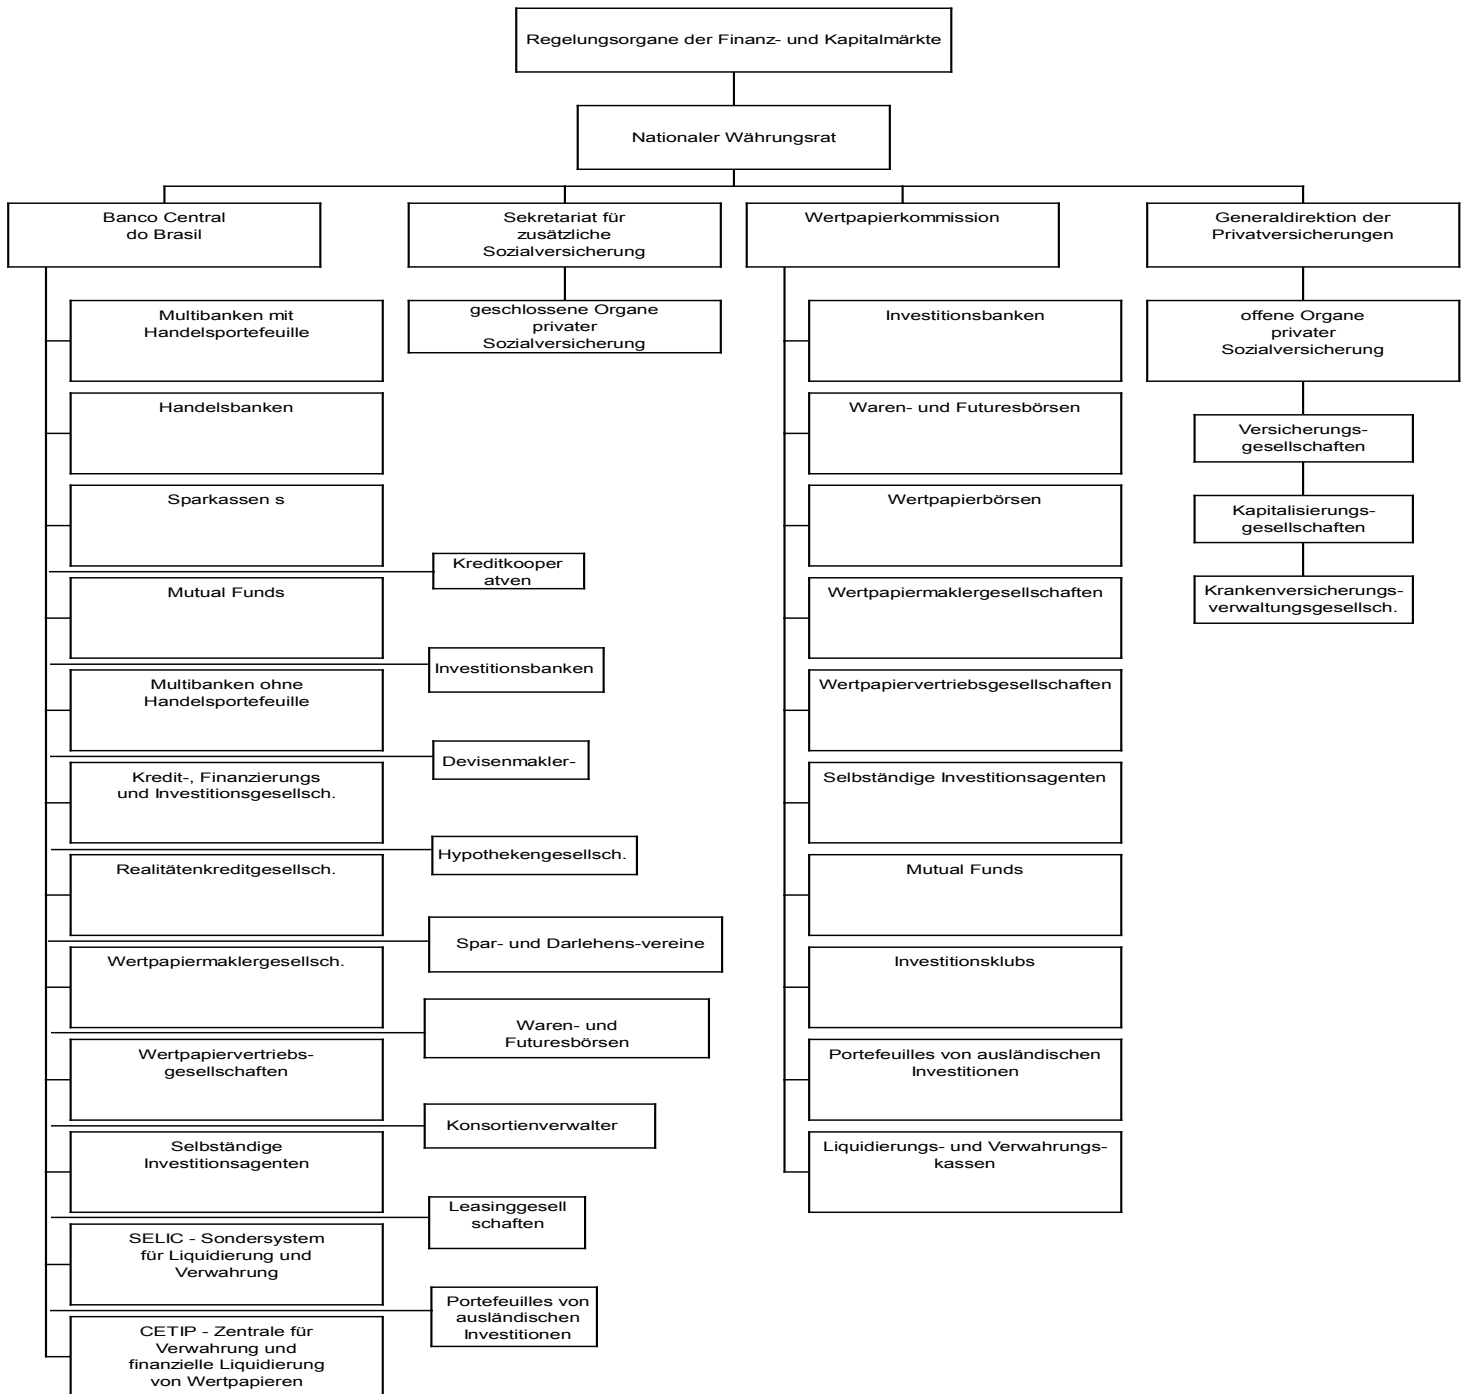 Regelungsorgane der Finanz- und Kapitalmärkte
Nationaler Währungsrat
Banco Central
do Brasil
Sekretariat für
zusätzliche
Sozialversicherung
Wertpapierkommission
Generaldirektion der
Privatversicherungen
Multibanken mit
Handelsportefeuille
Handelsbanken
Sparkassen s
Kreditkooper
atven
Mutual Funds
Investitionsbanken
Multibanken ohne
Handelsportefeuille
Devisenmakler-
Kredit-, Finanzierungs
und Investitionsgesellsch.
Hypothekengesellsch.
Realitätenkreditgesellsch.
Spar- und Darlehens-vereine
Wertpapiermaklergesellsch.
Waren- und
Futuresbörsen
Wertpapiervertriebs-
gesellschaften
Konsortienverwalter
Selbständige
Investitionsagenten
Leasinggesell
schaften
SELIC - Sondersystem
für Liquidierung und
Verwahrung
Portefeuilles von
ausländischen
Investitionen
CETIP - Zentrale für
Verwahrung und
finanzielle Liquidierung
von Wertpapieren
geschlossene Organe
privater
Sozialversicherung
Investitionsbanken
Waren- und Futuresbörsen
Wertpapierbörsen
Wertpapiermaklergesellschaften
Wertpapiervertriebsgesellschaften
Selbständige Investitionsagenten
Mutual Funds
Investitionsklubs
Portefeuilles von ausländischen
Investitionen
Liquidierungs- und Verwahrungs-
kassen
offene Organe
privater
Sozialversicherung
Versicherungs-
gesellschaften
Kapitalisierungs-
gesellschaften
Krankenversicherungs-
verwaltungsgesellsch.